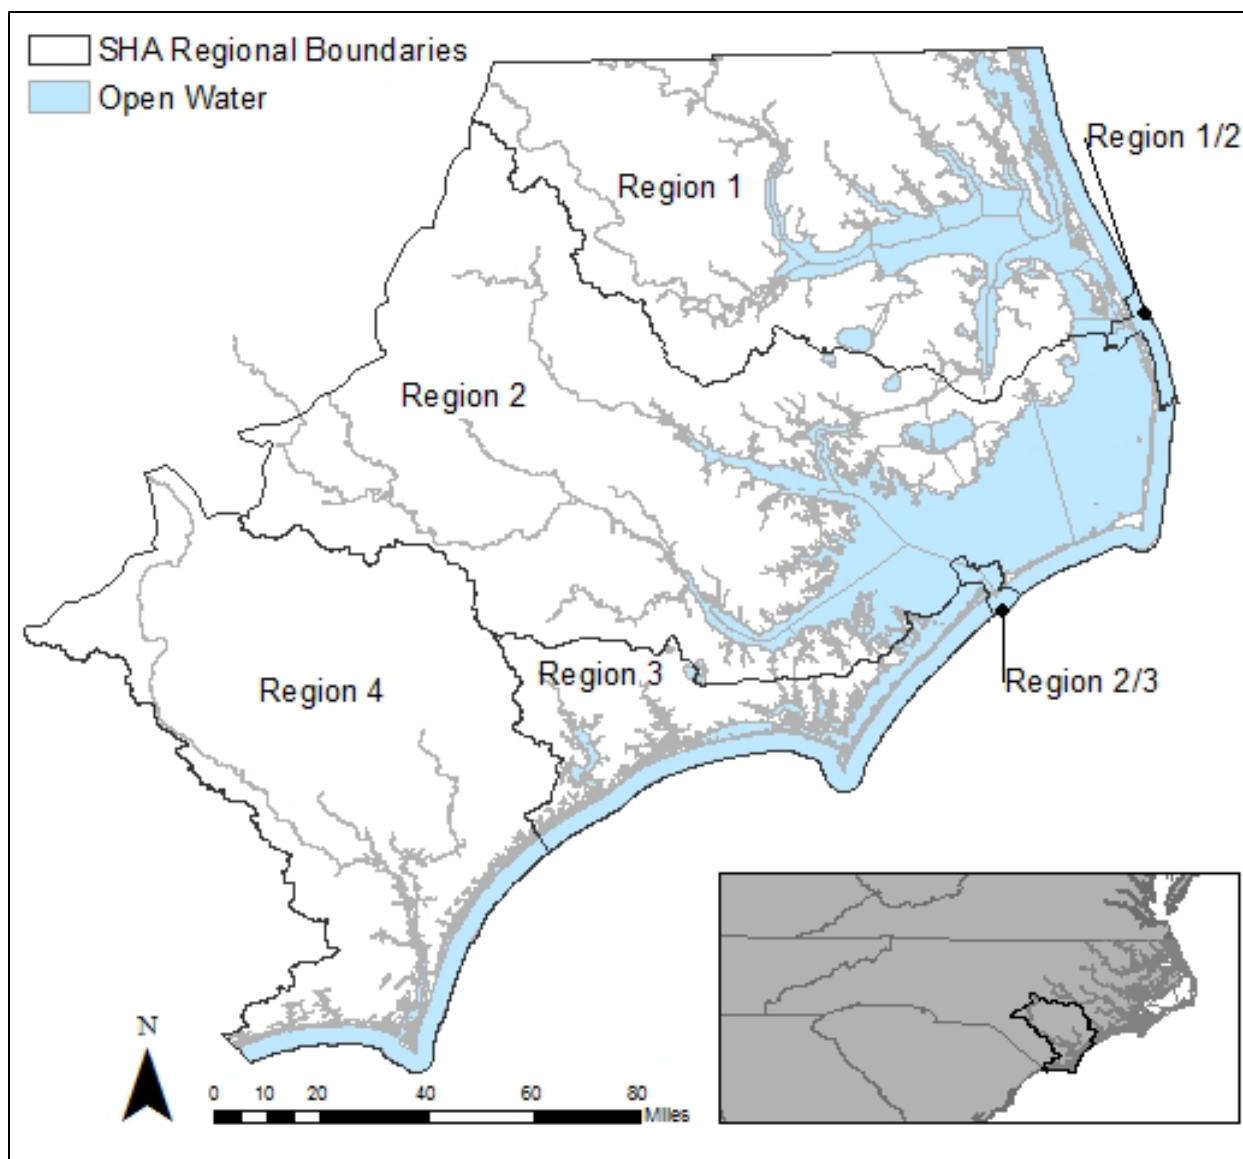 SHA Regional Boundaries
Open Water
Region 1/2
Region 1
Region 2
Region 3
Region 4
Region 2/3
N
0 10 20 40 60 80
Miles